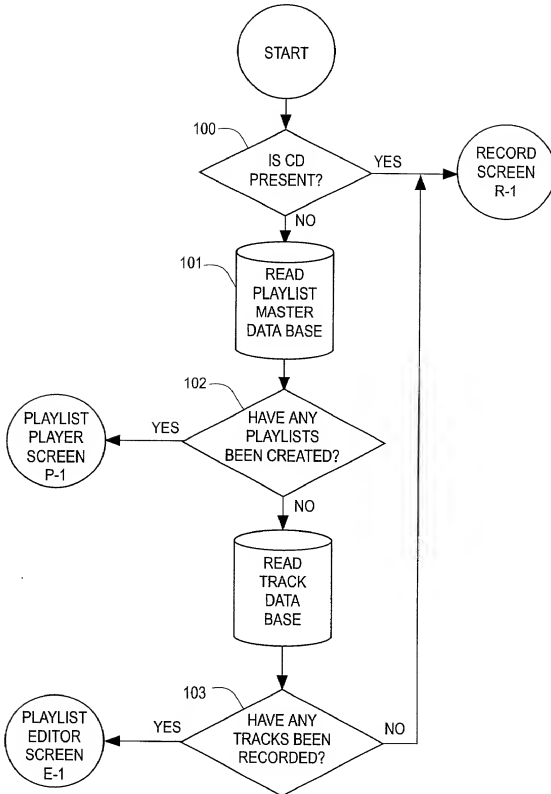 START
100
IS CD
PRESENT?
YES
RECORD
SCREEN
R-1
NO
101
READ
PLAYLIST
MASTER
DATA BASE
102
HAVE ANY
PLAYLISTS
BEEN CREATED?
YES
PLAYLIST
PLAYER
SCREEN
P-1
NO
READ
TRACK
DATA
BASE
103
HAVE ANY
TRACKS BEEN
RECORDED?
YES
PLAYLIST
EDITOR
SCREEN
E-1
NO